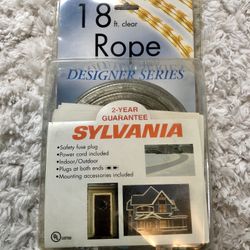 18 ft. clear
Rope
DESIGNER SERIES
2-YEAR
GUARANTEE
SYLVANIA
•Safety fuse plug
•Power cord included
•Indoor/Outdoor
•Plugs at both ends
•Mounting accessories included
UL